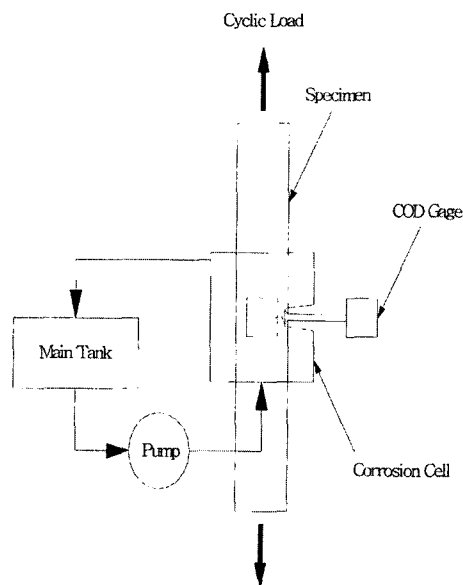 Cyclic Load
Specimen
COD Gage
Main Tank
Pump
Corrosion Cell